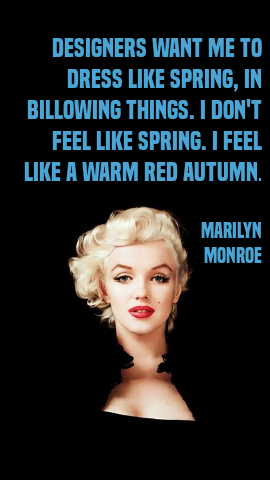 DESIGNERS WANT ME TO
DRESS LIKE SPRING, IN
BILLOWING THINGS. I DON'T
FEEL LIKE SPRING. I FEEL
LIKE A WARM RED AUTUMN.
MARILYN
MONROE